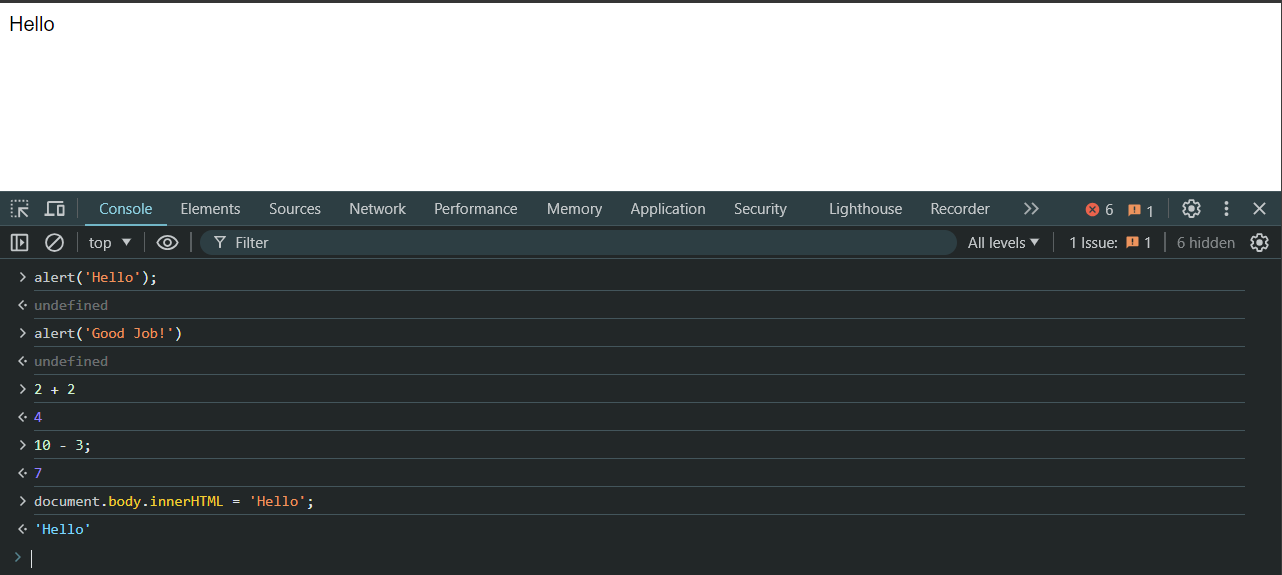 Hello
Console Elements Sources Network Performance Memory Application Security Lighthouse Recorder 6 1
top Filter All levels 1 Issue: 1 6 hidden
> alert('Hello');
undefined
> alert('Good Job!')
undefined
> 2 + 2
4
> 10 - 3;
7
> document.body.innerHTML = 'Hello';
'Hello'
>